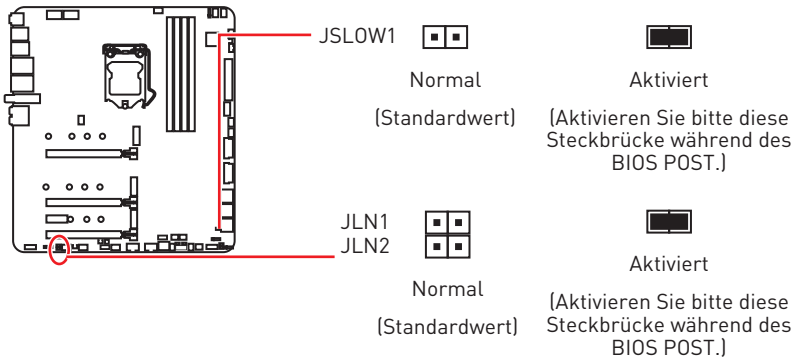 JSLOW1
Normal
(Standardwert)
Aktiviert
(Aktivieren Sie bitte diese
Steckbrücke während des
BIOS POST.)
JLN1
JLN2
Normal
(Standardwert)
Aktiviert
(Aktivieren Sie bitte diese
Steckbrücke während des
BIOS POST.)